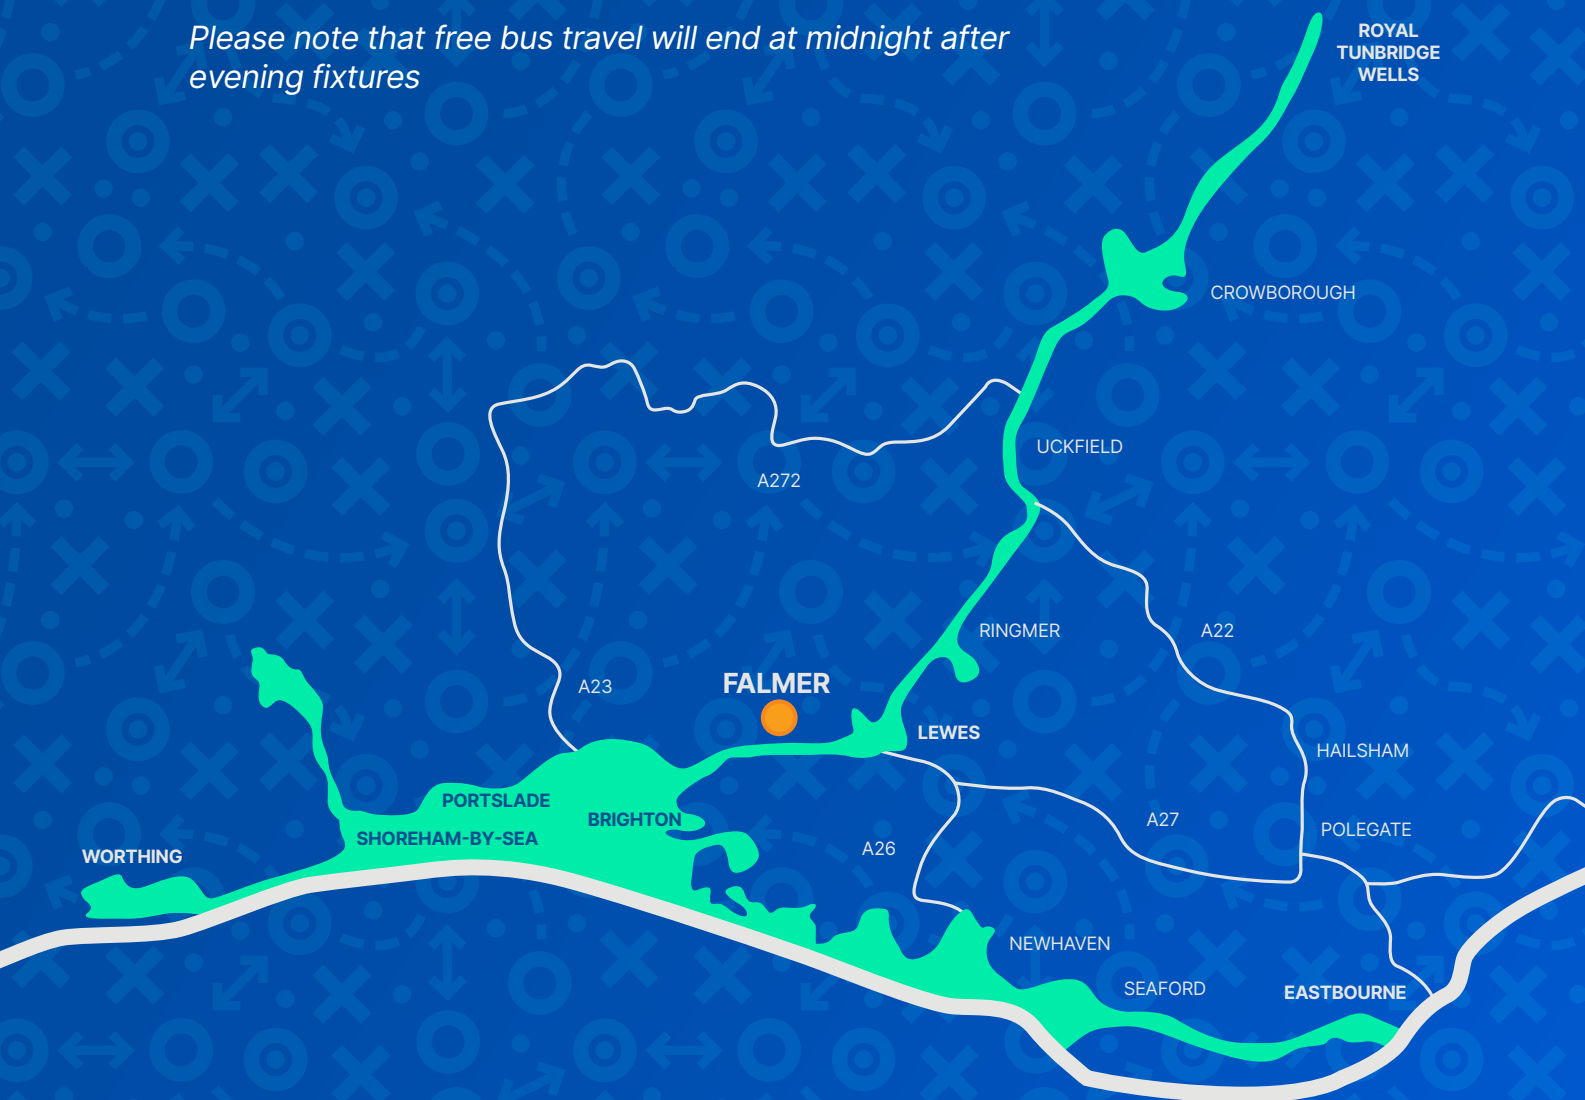 Please note that free bus travel will end at midnight after
evening fixtures
ROYAL
TUNBRIDGE
WELLS
CROWBOROUGH
UCKFIELD
A272
RINGMER
A22
A23
FALMER
LEWES
HAILSHAM
PORTSLADE
BRIGHTON
A27
POLEGATE
SHOREHAM-BY-SEA
A26
WORTHING
NEWHAVEN
SEAFORD
EASTBOURNE